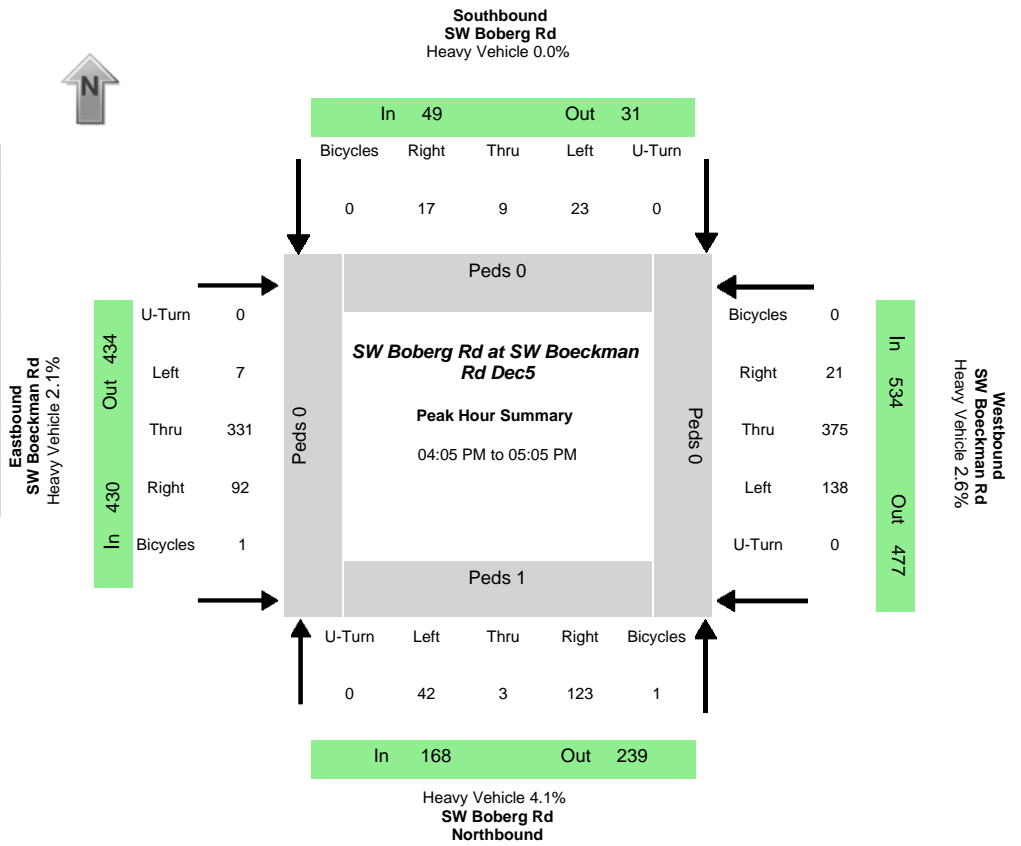 Southbound
SW Boberg Rd
Heavy Vehicle 0.0%
N
In 49 Out 31
Bicycles Right Thru Left U-Turn
0 17 9 23 0
Peds 0
Eastbound
SW Boeckman Rd
Heavy Vehicle 2.1%
In 430 Out 434
U-Turn 0
Left 7
Thru 331
Right 92
Bicycles 1
Peds 0
SW Boberg Rd at SW Boeckman
Rd Dec5
Peak Hour Summary
04:05 PM to 05:05 PM
Peds 0
Bicycles 0
Right 21
Thru 375
Left 138
U-Turn 0
In 534 Out 477
Westbound
SW Boeckman Rd
Heavy Vehicle 2.6%
Peds 1
U-Turn Left Thru Right Bicycles
0 42 3 123 1
In 168 Out 239
Heavy Vehicle 4.1%
SW Boberg Rd
Northbound